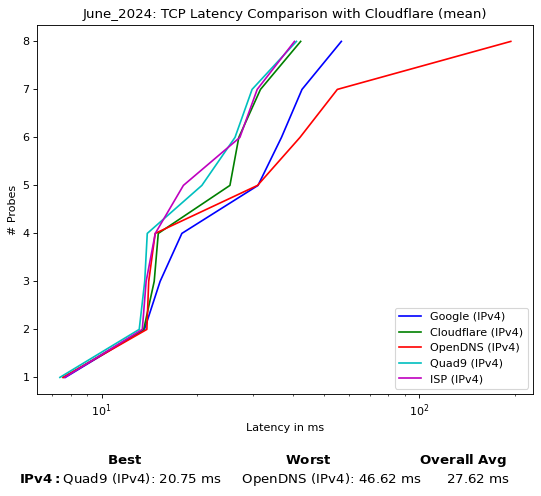 June_2024: TCP Latency Comparison with Cloudflare (mean)
8
7
6
5
4
3
2
1
# Probes
10¹
10²
Latency in ms
Google (IPv4)
Cloudflare (IPv4)
OpenDNS (IPv4)
Quad9 (IPv4)
ISP (IPv4)
Best Worst Overall Avg
IPv4: Quad9 (IPv4): 20.75 ms OpenDNS (IPv4): 46.62 ms 27.62 ms